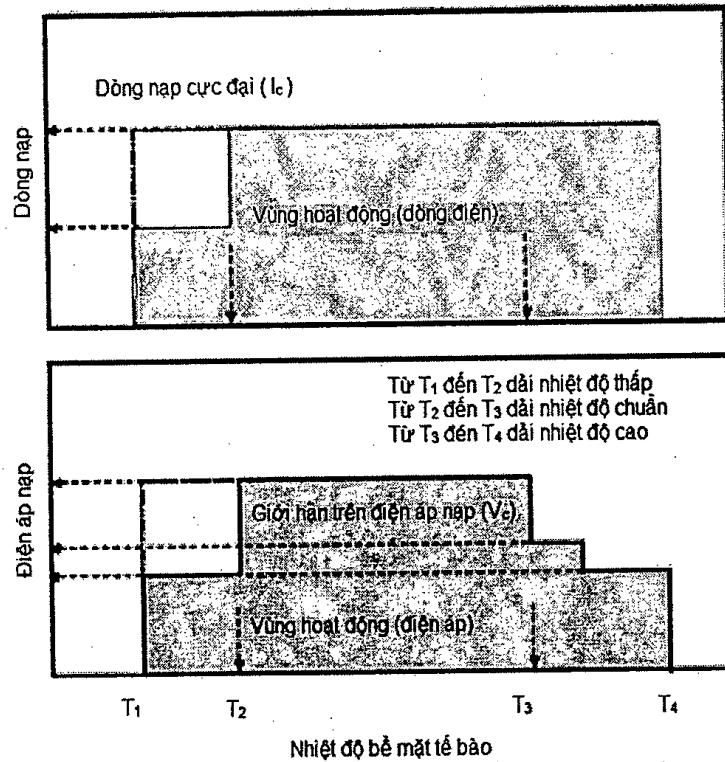 Dòng nạp cực đại (Ic)
Dòng nạp
Vùng hoạt động (dòng điện)
Từ T1 đến T2 dải nhiệt độ thấp
Từ T2 đến T3 dải nhiệt độ chuẩn
Từ T3 đén T4 dải nhiệt độ cao
Điện áp nạp
Giới hãn trên điện áp nạp (Vc)
Vùng hoạt động (điện áp)
T1 T2 T3 T4
Nhiệt độ bề mặt tế bào